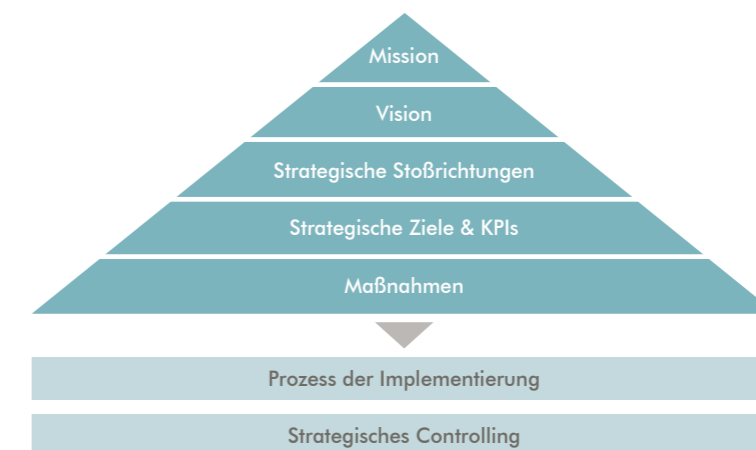 Mission
Vision
Strategische Stoßrichtungen
Strategische Ziele & KPIs
Maßnahmen
Prozess der Implementierung
Strategisches Controlling